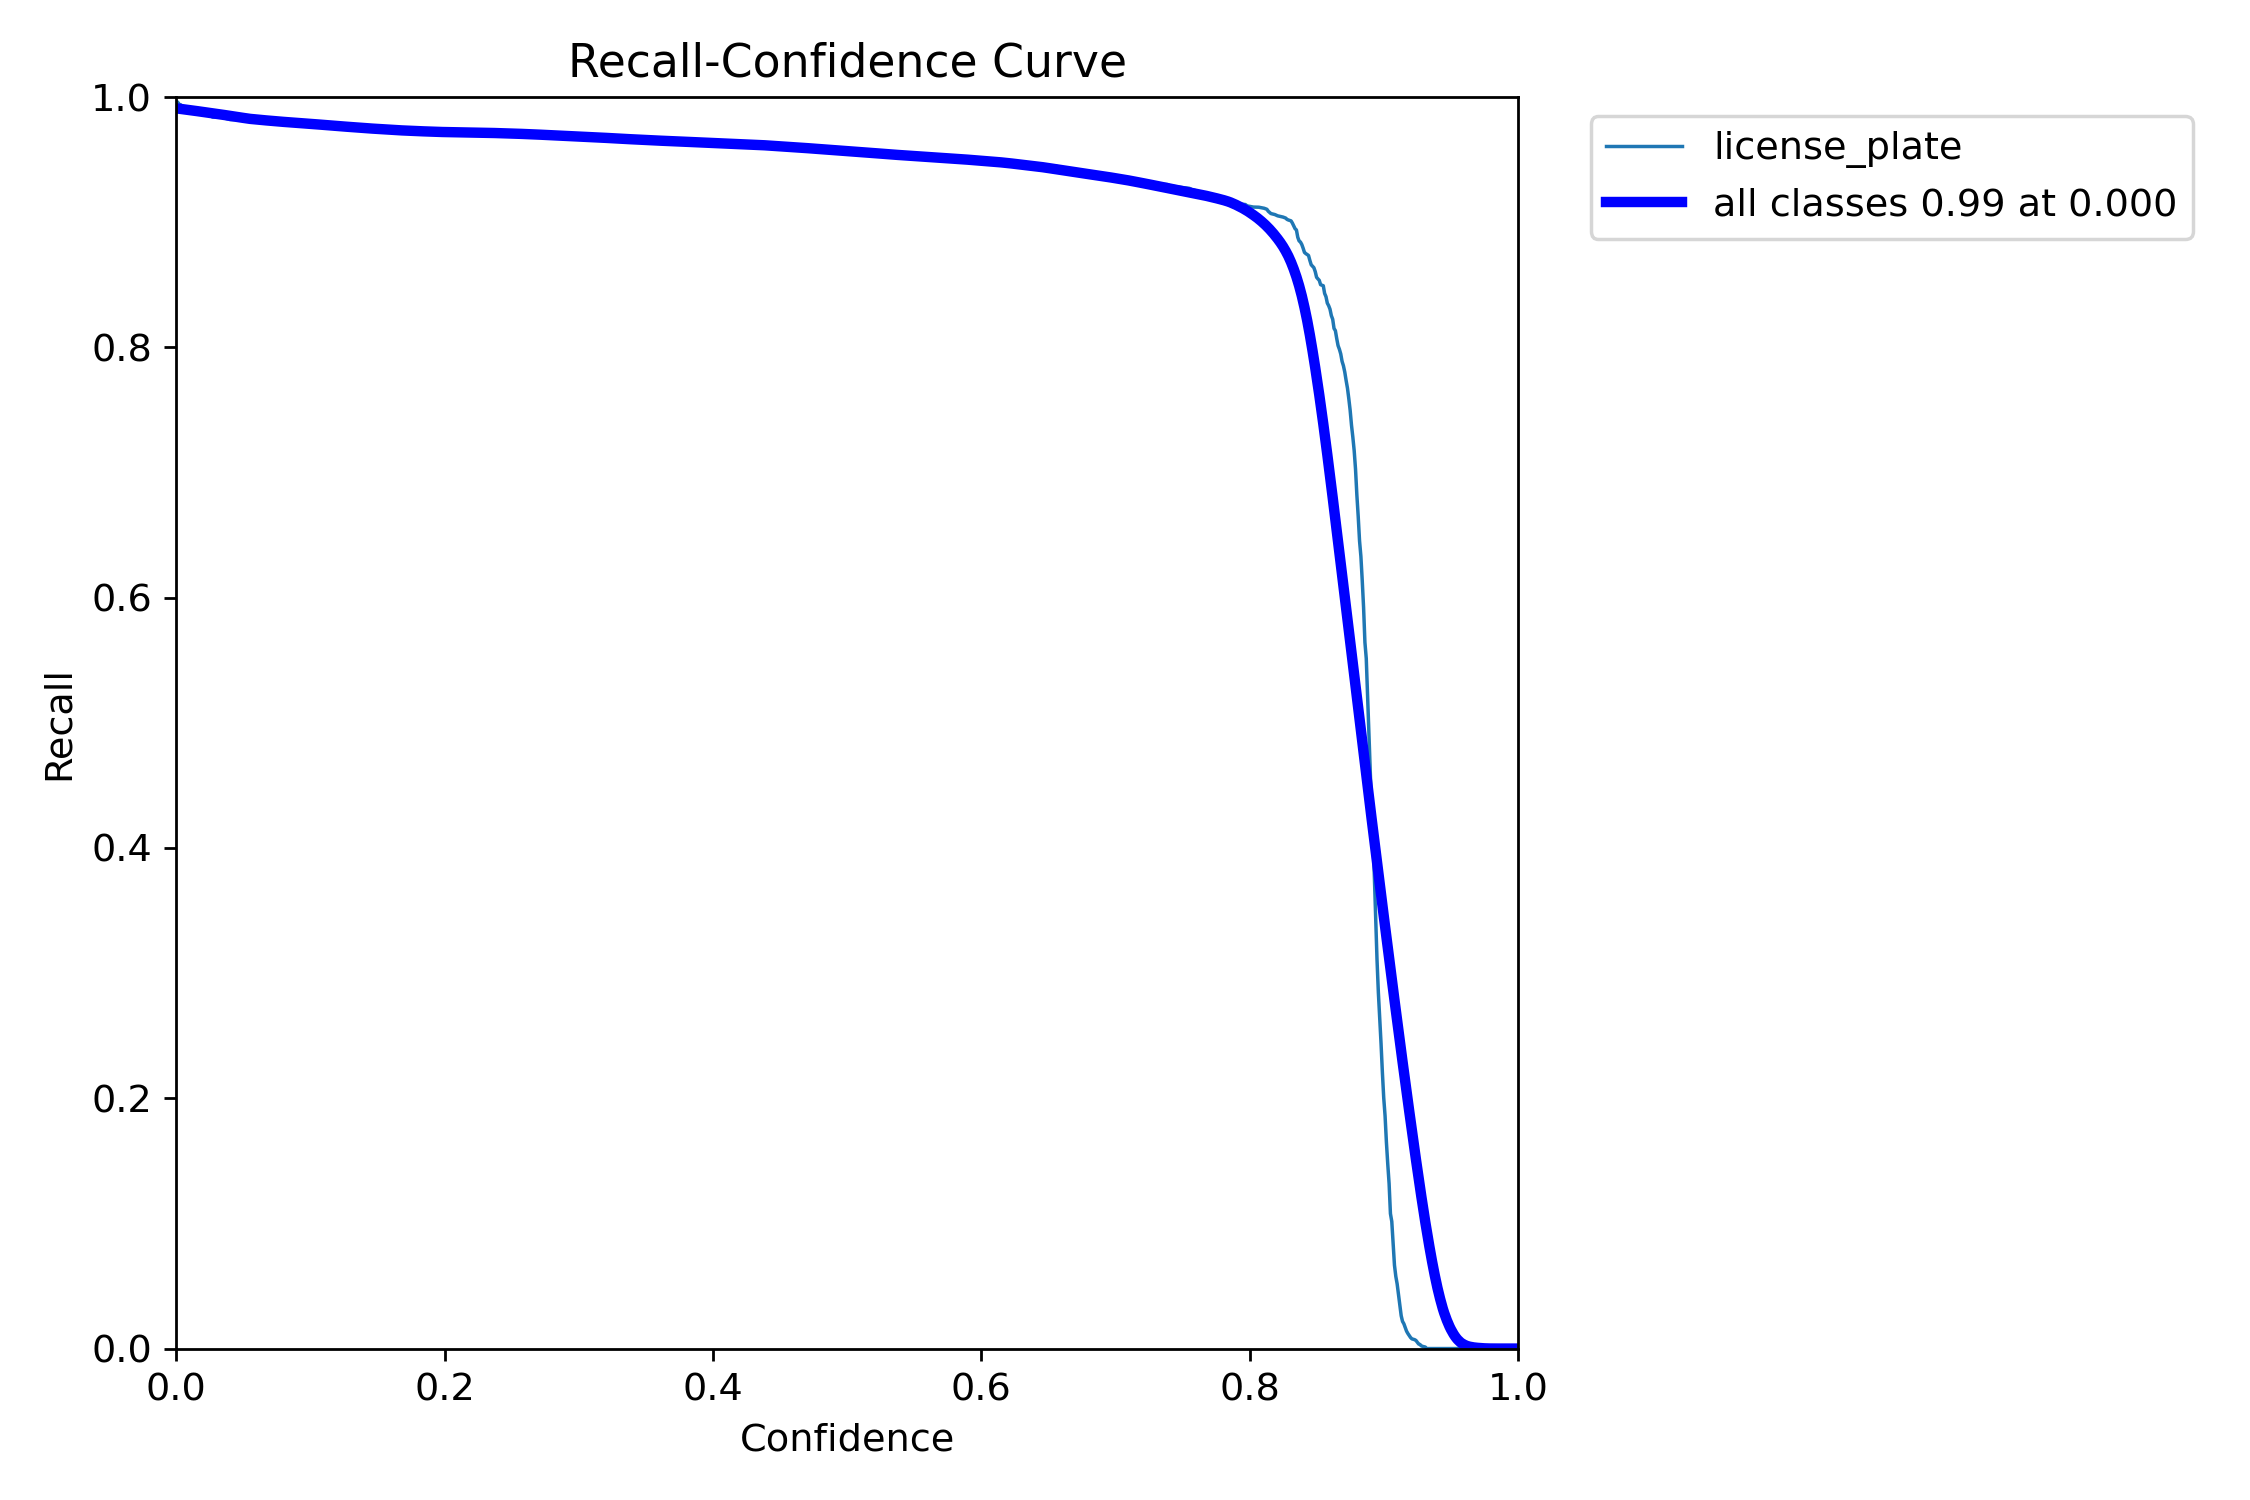 Recall-Confidence Curve
1.0
0.8
0.6
0.4
0.2
0.0
Recall
0.0 0.2 0.4 0.6 0.8 1.0
Confidence
license_plate
all classes 0.99 at 0.000